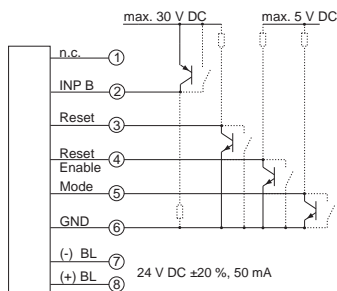 max. 30 V DC
max. 5 V DC
n.c. 1
INP B 2
Reset 3
Reset
Enable 4
Mode 5
GND 6
(-) BL 7
24 V DC ±20 %, 50 mA
(+) BL 8